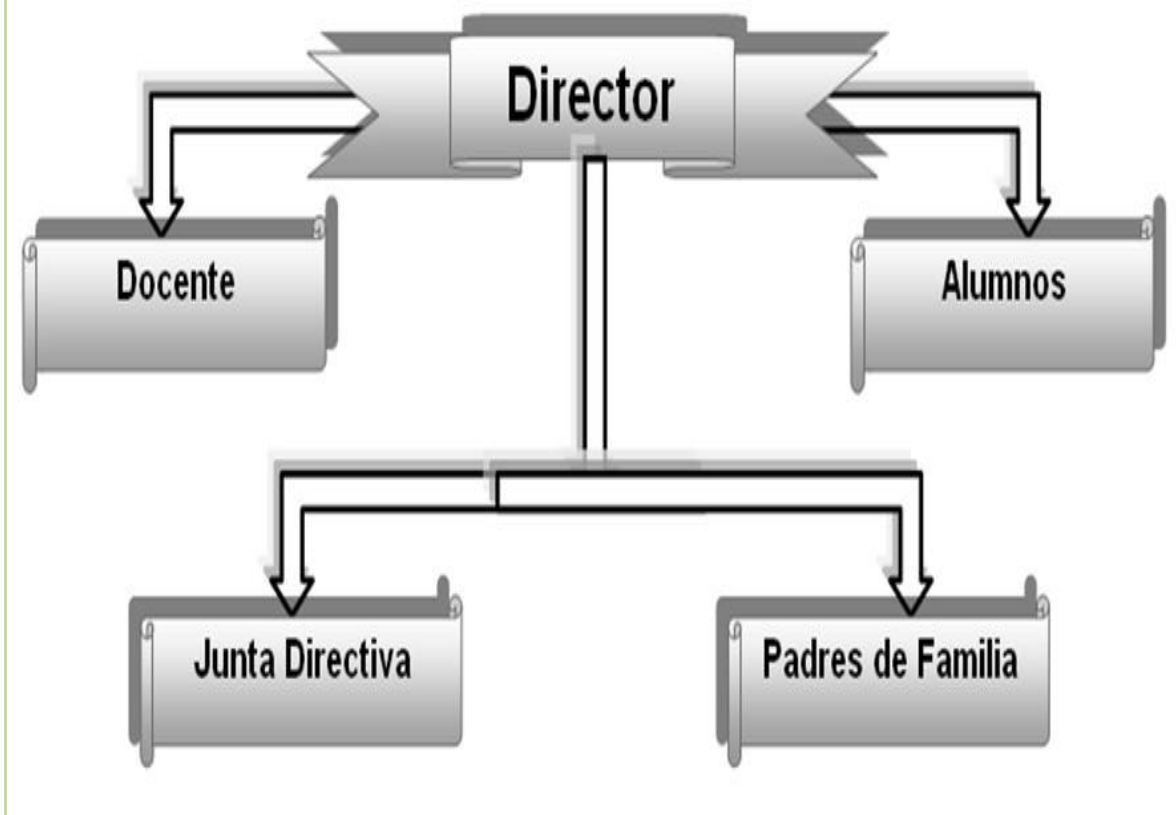 Director
Docente
Alumnos
Junta Directiva
Padres de Familia